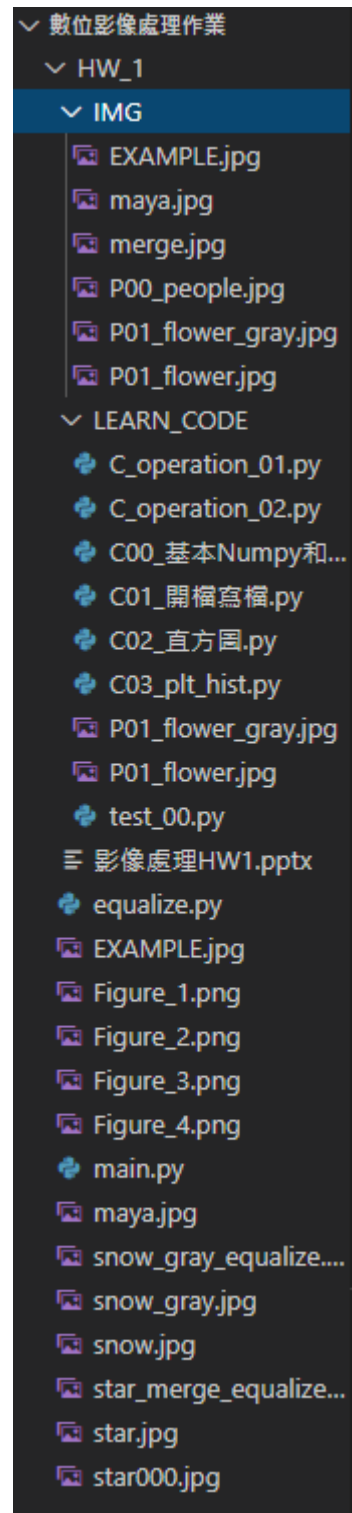 數位影像處理作業
HW_1
IMG
EXAMPLE.jpg
maya.jpg
merge.jpg
P00_people.jpg
P01_flower_gray.jpg
P01_flower.jpg
LEARN_CODE
C_operation_01.py
C_operation_02.py
C00_基本Numpy和...
C01_開檔寫檔.py
C02_直方圖.py
C03_plt_hist.py
P01_flower_gray.jpg
P01_flower.jpg
test_00.py
影像處理HW1.pptx
equalize.py
EXAMPLE.jpg
Figure_1.png
Figure_2.png
Figure_3.png
Figure_4.png
main.py
maya.jpg
snow_gray_equalize....
snow_gray.jpg
snow.jpg
star_merge_equalize...
star.jpg
star000.jpg